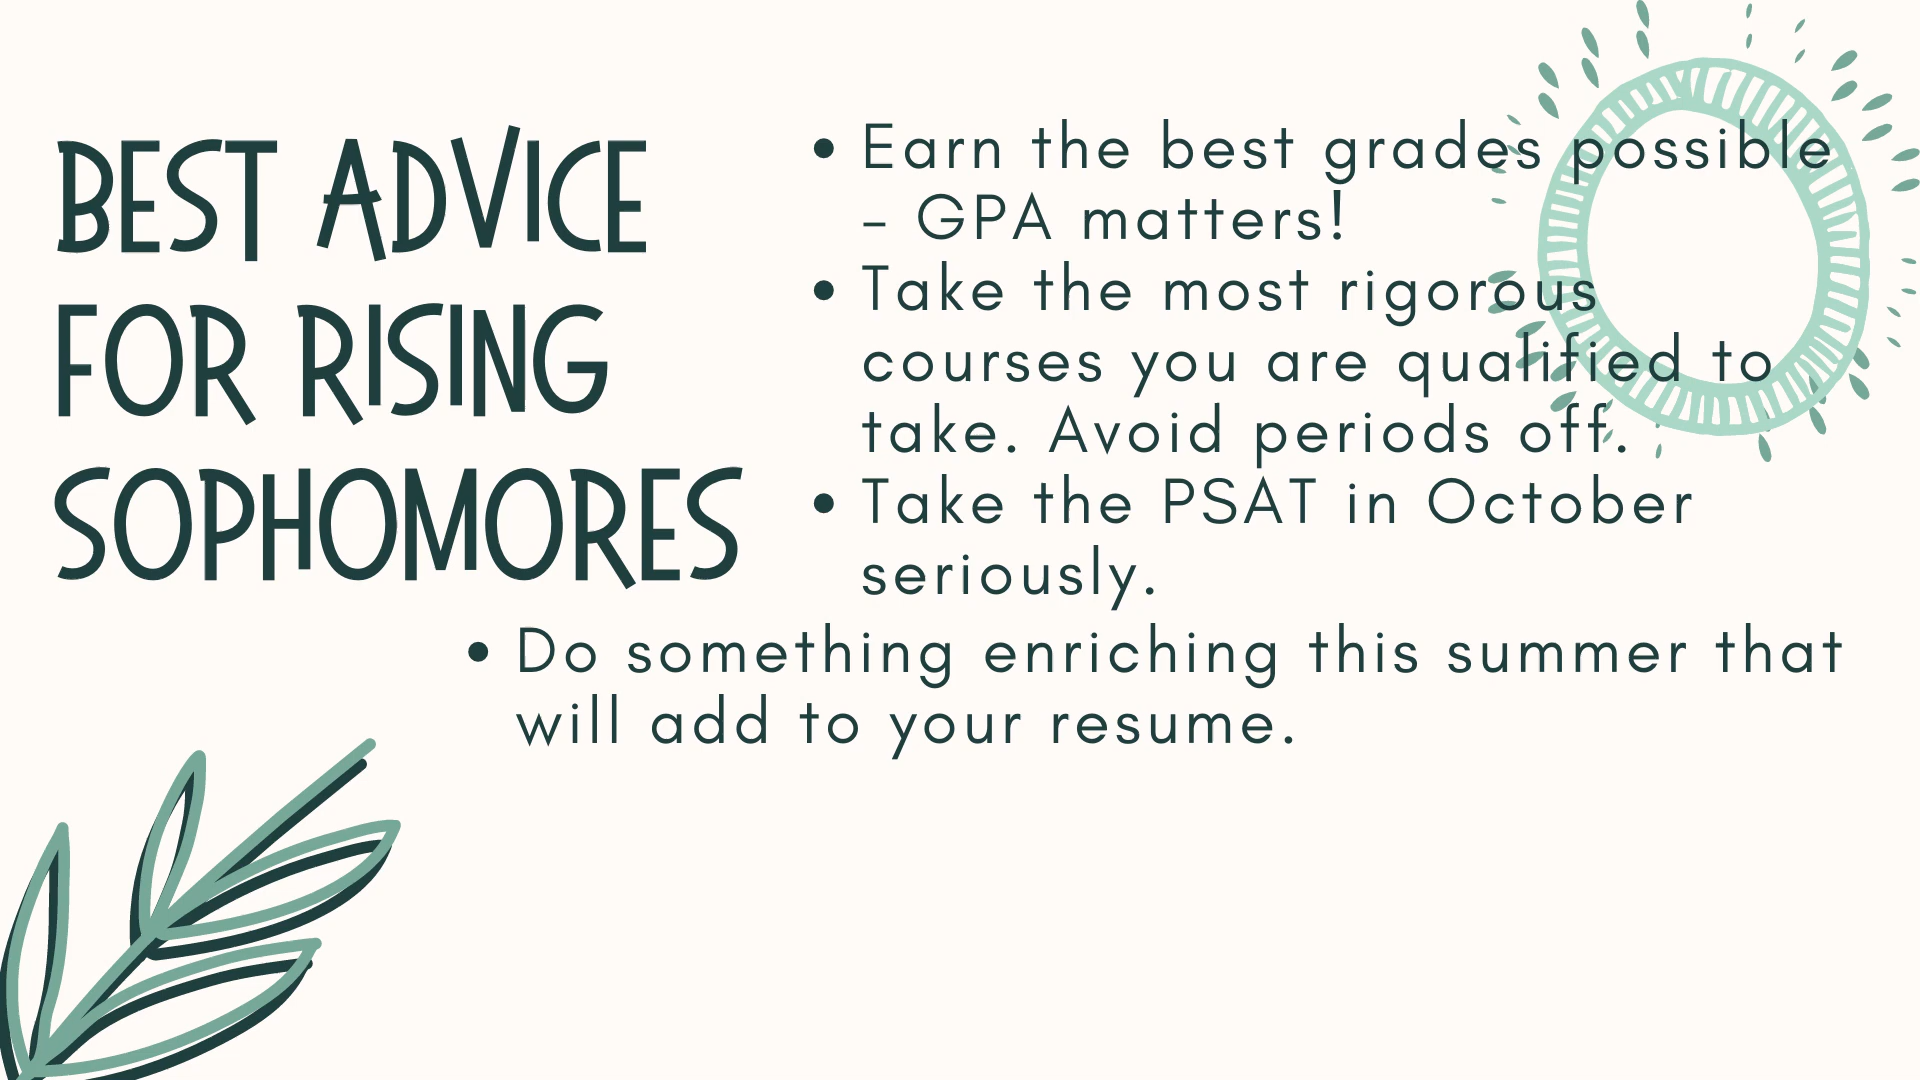 BEST ADVICE
FOR RISING
SOPHOMORES
• Earn the best grades possible
– GPA matters!
• Take the most rigorous
courses you are qualified to
take. Avoid periods off.
• Take the PSAT in October
seriously.
• Do something enriching this summer that
will add to your resume.